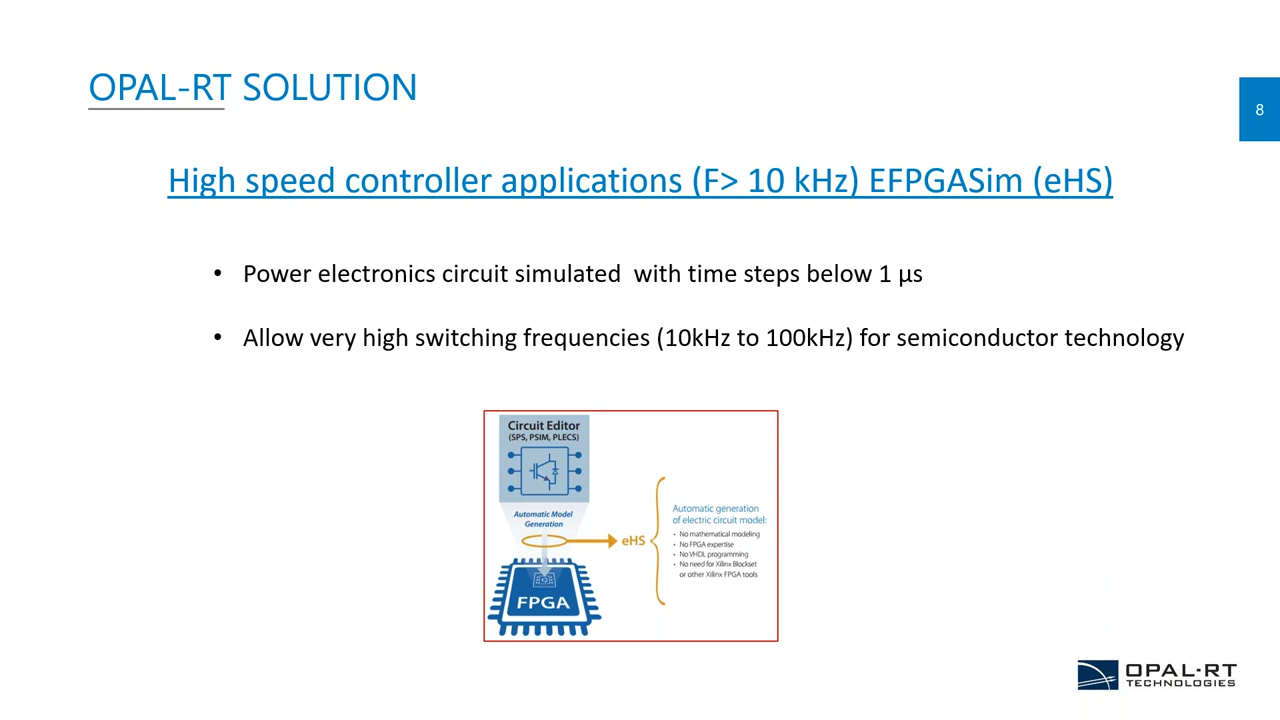 OPAL-RT SOLUTION
8
High speed controller applications (F> 10 kHz) EFPGASim (eHS)
• Power electronics circuit simulated  with time steps below 1 µs
• Allow very high switching frequencies (10kHz to 100kHz) for semiconductor technology
Circuit Editor
(SPS, PSIM, PLECS)
Automatic Model
Generation
eHS
FPGA
Automatic generation
of electric circuit model:
• No mathematical modeling
• No FPGA expertise
• No VHDL programming
• No need for Xilinx Blockset
or other Xilinx FPGA tools
OPAL-RT
TECHNOLOGIES